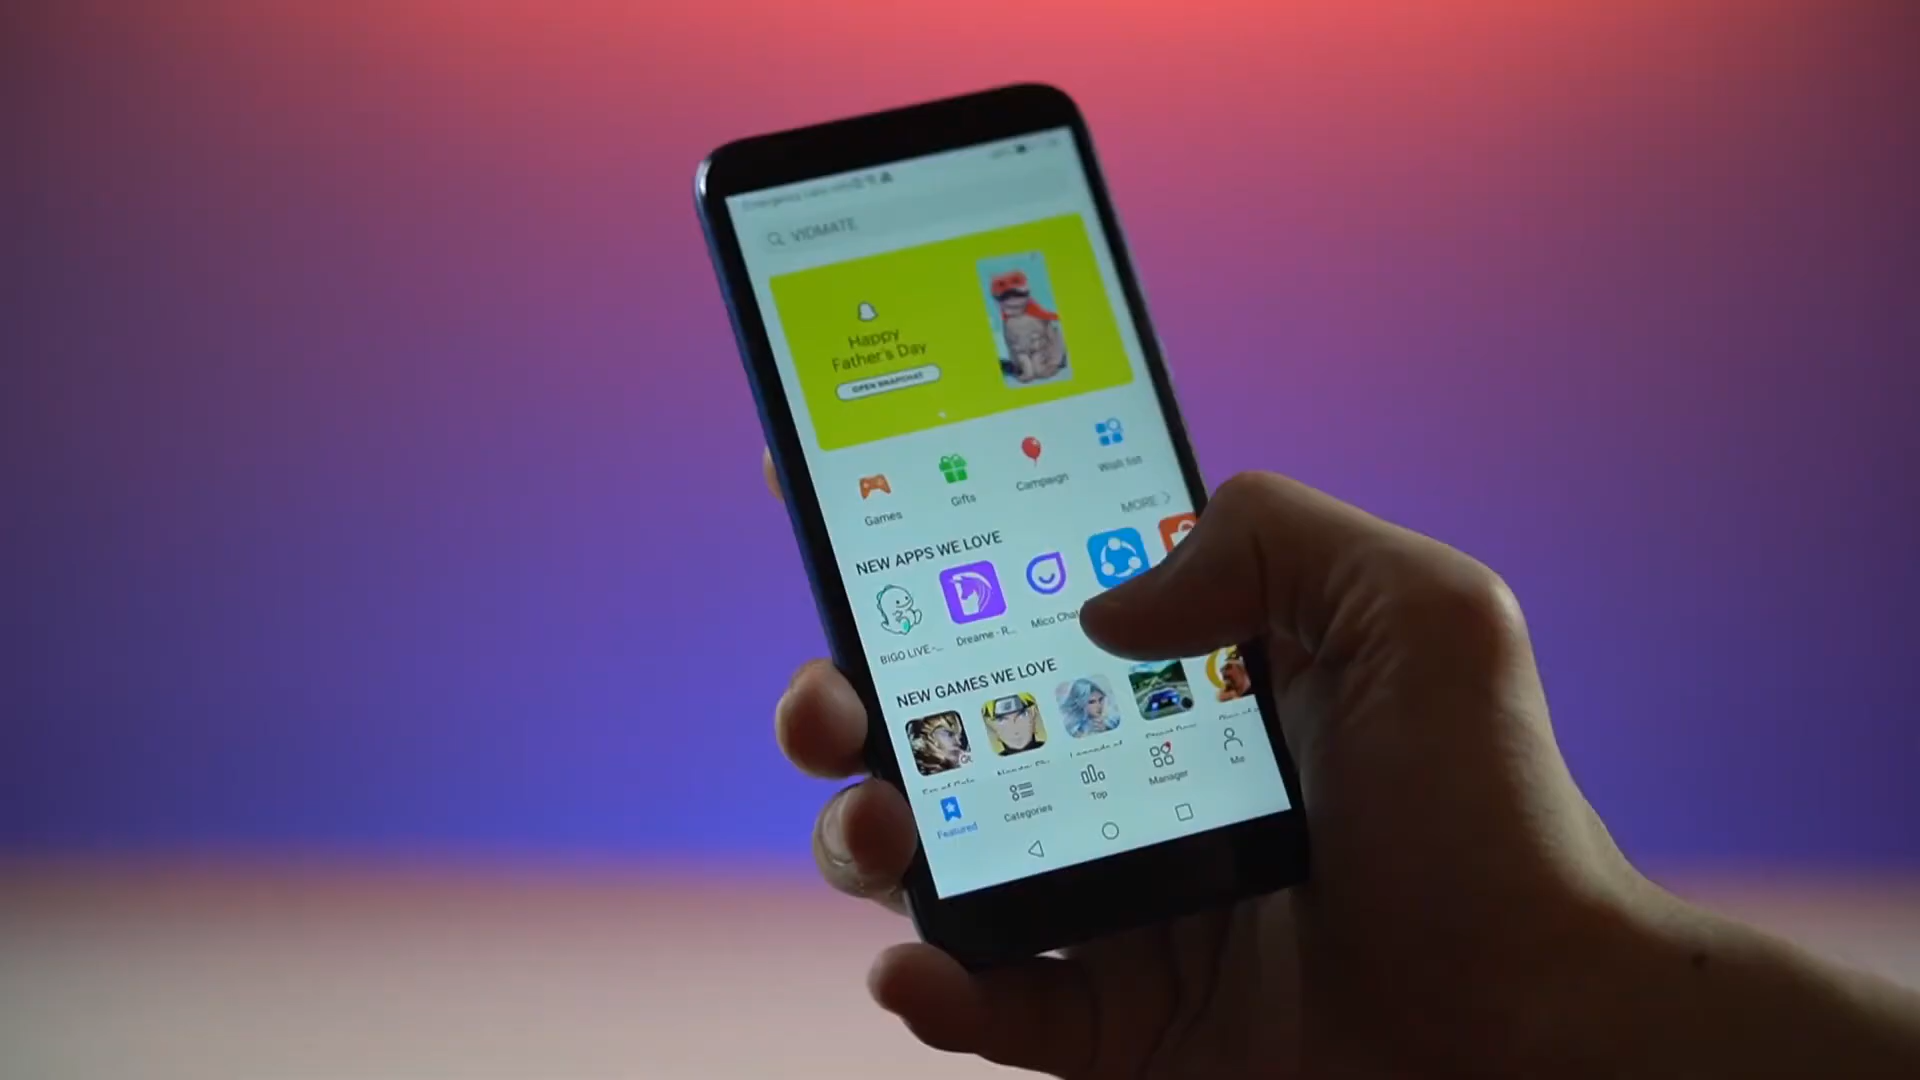 VIDMATE
Happy
Father's Day
OPEN SNAPCHAT
Games
Gifts
Campaign
Wish list
MORE
NEW APPS WE LOVE
BIGO LIVE -...
Dreame - R...
Mico Chat
NEW GAMES WE LOVE
Featured
Categories
Top
Manager
Me